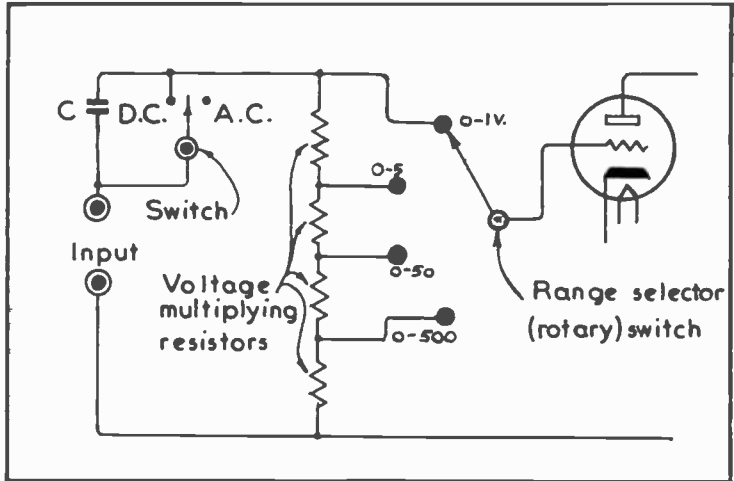 C D.C. A.C.
Switch
Input
Voltage
multiplying
resistors
0-1V.
0-5
0-50
0-500
Range selector
(rotary) switch